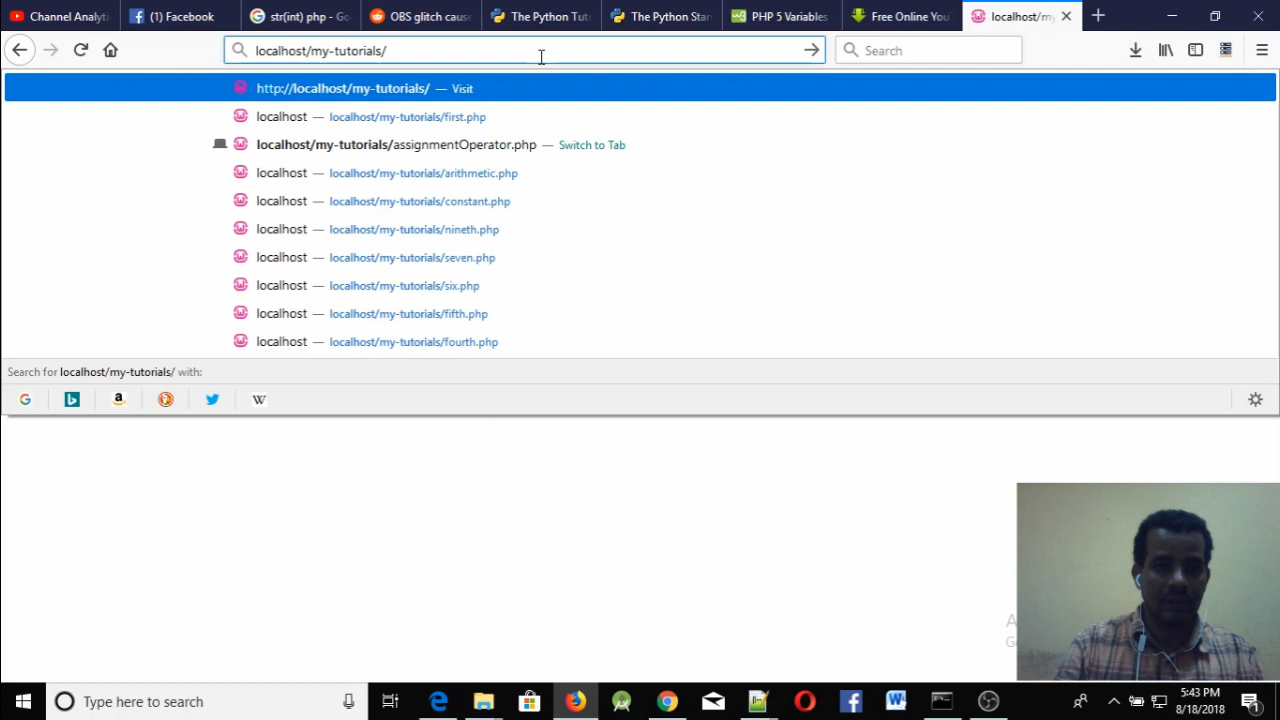 Channel Analyti
(1) Facebook
str(int) php - Go
OBS glitch cause
The Python Tut
The Python Stan
PHP 5 Variables
Free Online You
localhost/my-tu
localhost/my-tutorials/
Search
http://localhost/my-tutorials/ — Visit
localhost — localhost/my-tutorials/first.php
localhost/my-tutorials/assignmentOperator.php — Switch to Tab
localhost — localhost/my-tutorials/arithmetic.php
localhost — localhost/my-tutorials/constant.php
localhost — localhost/my-tutorials/nineth.php
localhost — localhost/my-tutorials/seven.php
localhost — localhost/my-tutorials/six.php
localhost — localhost/my-tutorials/fifth.php
localhost — localhost/my-tutorials/fourth.php
Search for localhost/my-tutorials/ with:
Type here to search
5:43 PM
8/18/2018